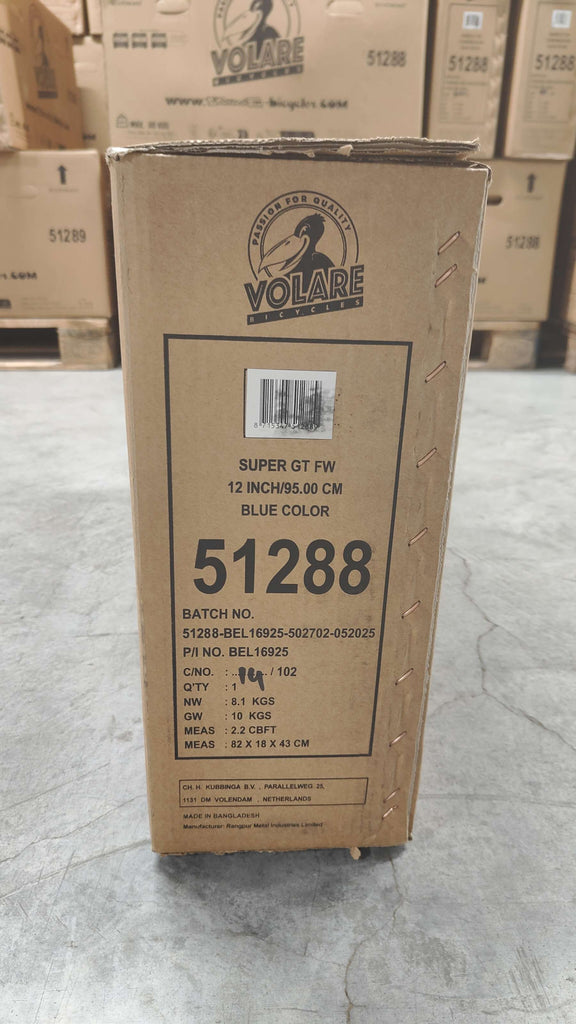 VOLARE
BICYCLES
51288
51288
51288
51289
51288
PASSION FOR QUALITY
VOLARE
BICYCLES
SUPER GT FW
12 INCH/95.00 CM
BLUE COLOR
51288
BATCH NO.
51288-BEL16925-502702-052025
P/I NO. BEL16925
C/NO. : .. 14 . / 102
Q'TY : 1
NW : 8.1 KGS
GW : 10 KGS
MEAS : 2.2 CBFT
MEAS : 82 X 18 X 43 CM
CH. H. KUBBINGA B.V. , PARALLELWEG 25,
1131 DM VOLENDAM , NETHERLANDS
MADE IN BANGLADESH
Manufacturer: Rangpur Metal Industries Limited